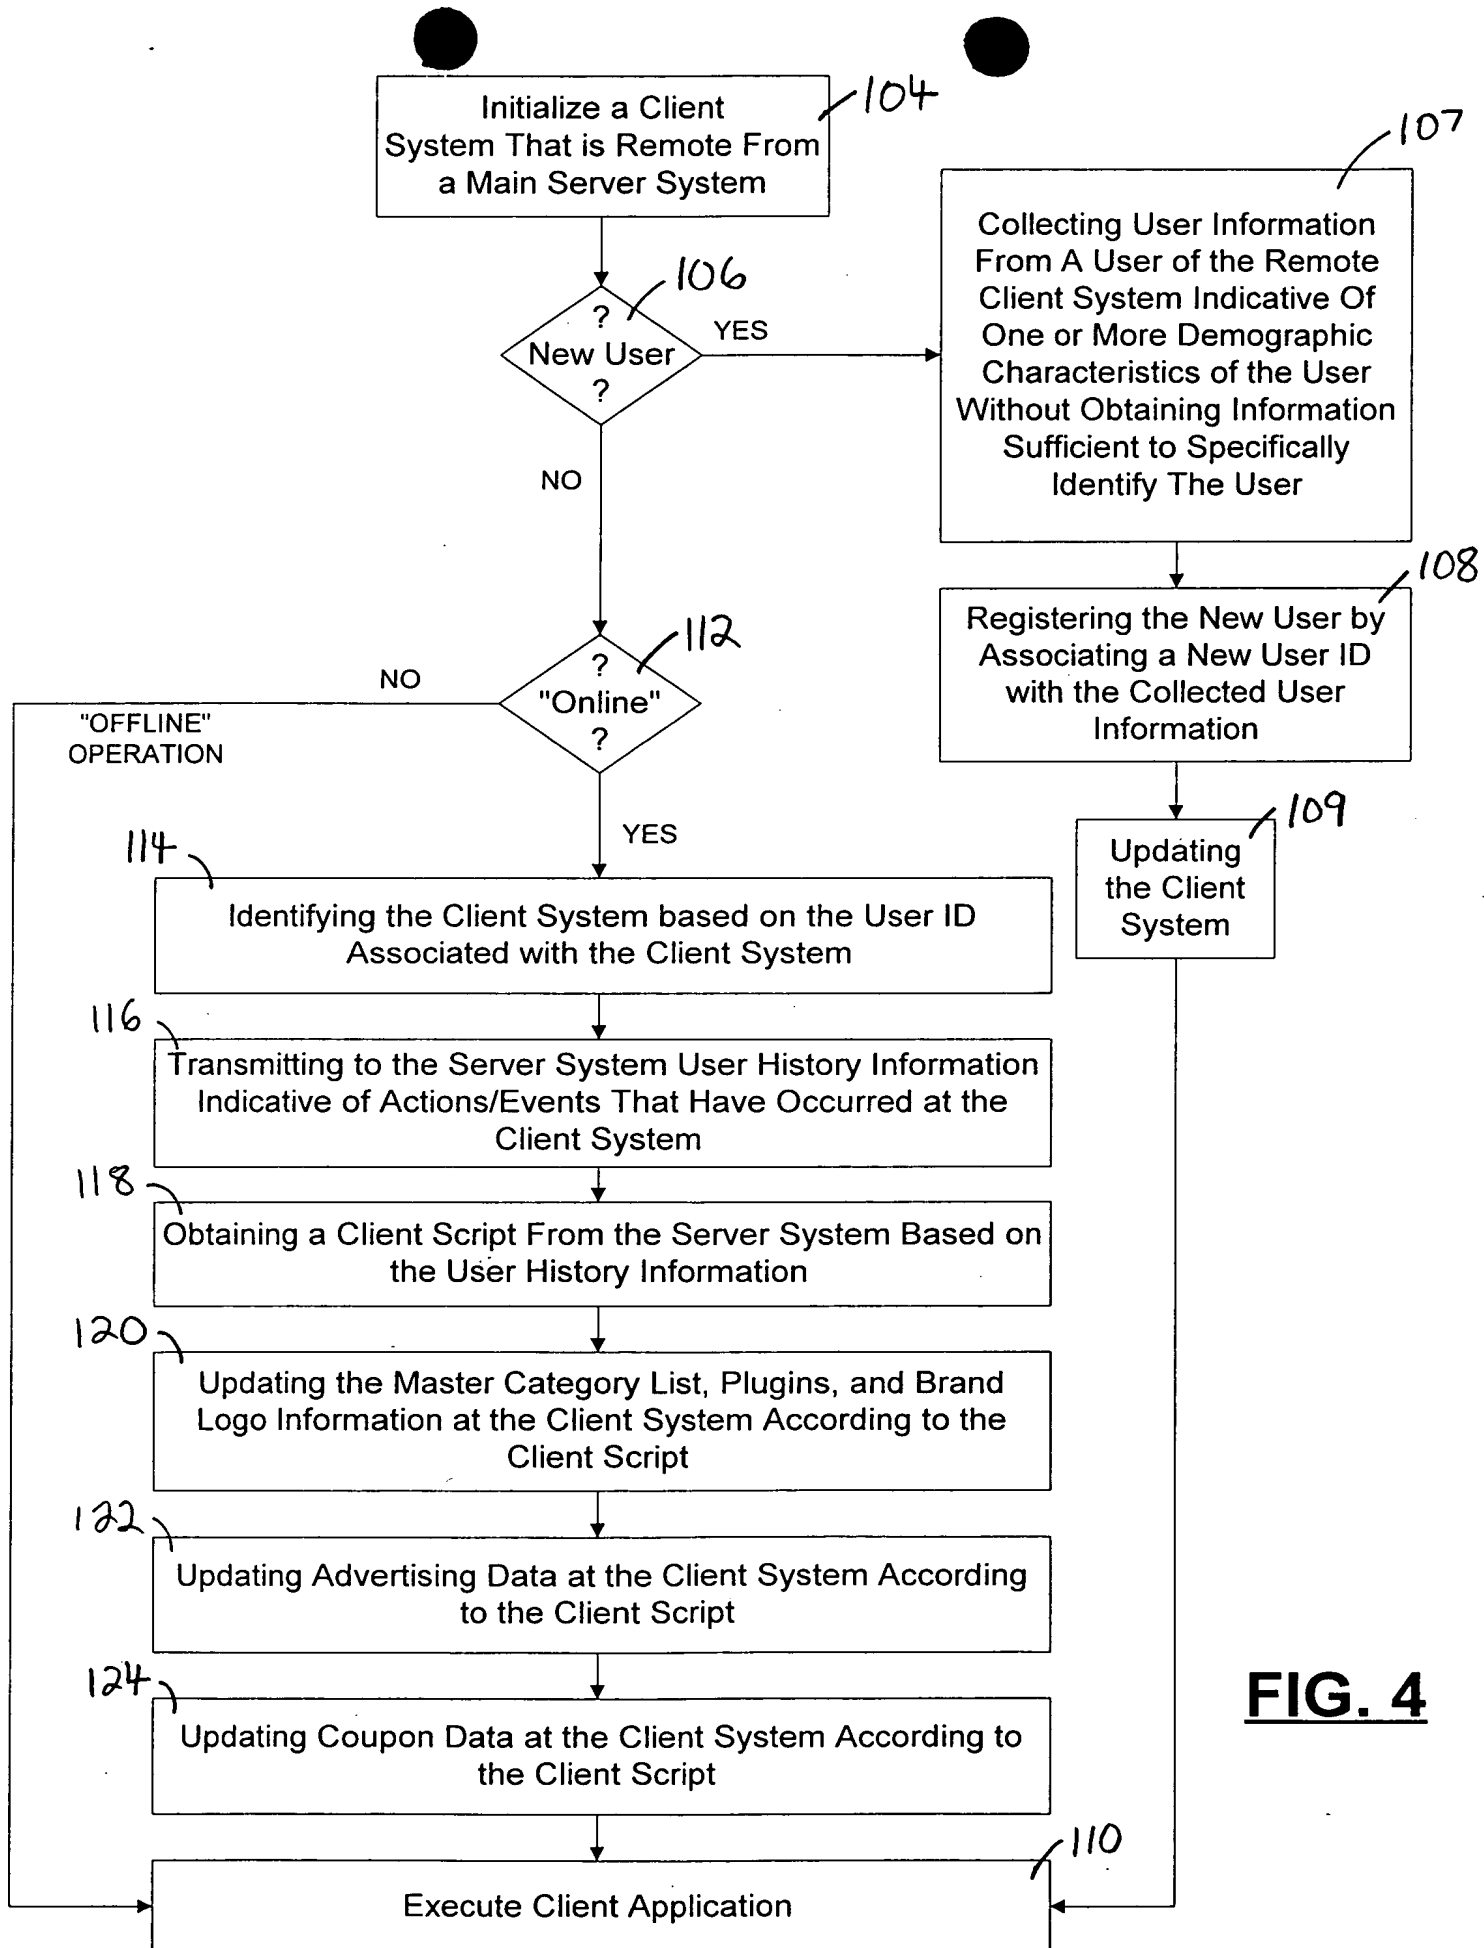 104
Initialize a Client
System That is Remote From
a Main Server System
106
?
New User
?
YES
NO
107
Collecting User Information
From A User of the Remote
Client System Indicative Of
One or More Demographic
Characteristics of the User
Without Obtaining Information
Sufficient to Specifically
Identify The User
108
Registering the New User by
Associating a New User ID
with the Collected User
Information
109
Updating
the Client
System
112
?
"Online"
?
NO
"OFFLINE"
OPERATION
YES
114
Identifying the Client System based on the User ID
Associated with the Client System
116
Transmitting to the Server System User History Information
Indicative of Actions/Events That Have Occurred at the
Client System
118
Obtaining a Client Script From the Server System Based on
the User History Information
120
Updating the Master Category List, Plugins, and Brand
Logo Information at the Client System According to the
Client Script
122
Updating Advertising Data at the Client System According
to the Client Script
124
Updating Coupon Data at the Client System According to
the Client Script
110
Execute Client Application
FIG. 4